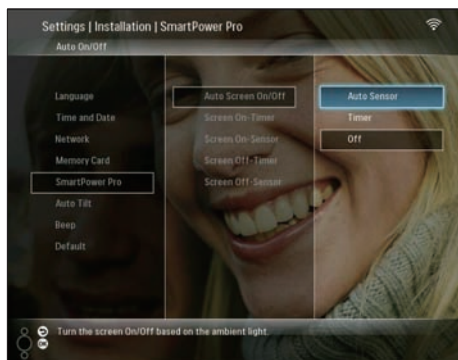 Settings | Installation | SmartPower Pro
Auto On/Off
Language
Time and Date
Network
Memory Card
SmartPower Pro
Auto Tilt
Beep
Default
Auto Screen On/Off
Screen On-Timer
Screen On-Sensor
Screen Off-Timer
Screen Off-Sensor
Auto Sensor
Timer
Off
OK
Turn the screen On/Off based on the ambient light.